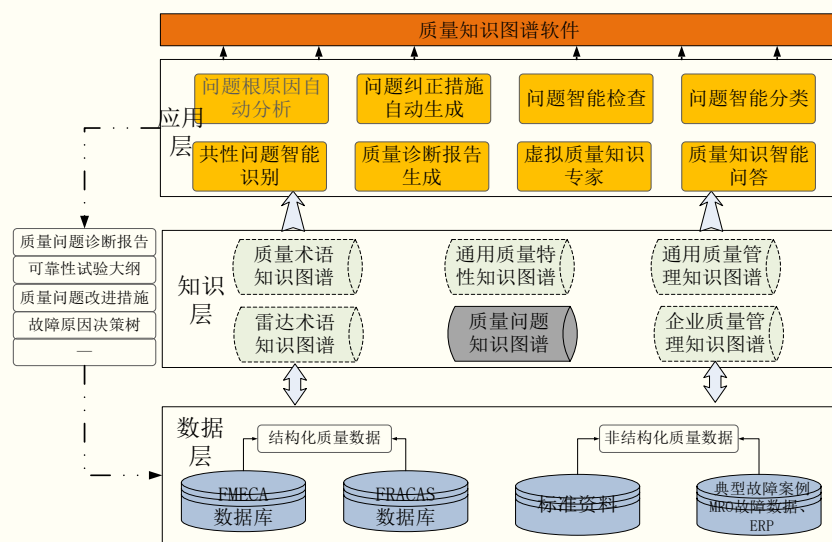 质量知识图谱软件
应用
层
问题根原因自
动分析
问题纠正措施
自动生成
问题智能检查
问题智能分类
共性问题智能
识别
质量诊断报告
生成
虚拟质量知识
专家
质量知识智能
问答
质量问题诊断报告
可靠性试验大纲
质量问题改进措施
故障原因决策树
—
知识
层
质量术语
知识图谱
通用质量特
性知识图谱
通用质量管
理知识图谱
雷达术语
知识图谱
质量问题
知识图谱
企业质量管
理知识图谱
数据
层
结构化质量数据
非结构化质量数据
FMECA
数据库
FRACAS
数据库
标准资料
典型故障案例
MRO故障数据、
ERP